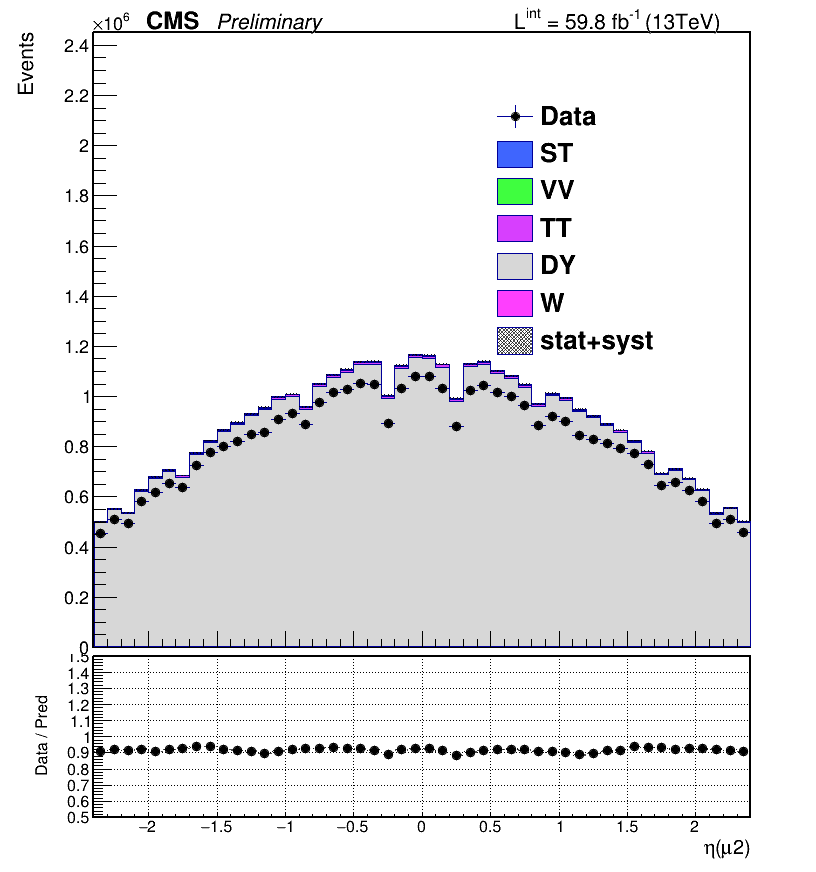 ×10⁶ CMS Preliminary L^int = 59.8 fb⁻¹ (13TeV)
Events
2.4
2.2
2
1.8
1.6
1.4
1.2
1
0.8
0.6
0.4
0.2
0
Data
ST
VV
TT
DY
W
stat+syst
Data / Pred
1.5
1.4
1.3
1.2
1.1
1
0.9
0.8
0.7
0.6
0.5
−2 −1.5 −1 −0.5 0 0.5 1 1.5 2
η(μ2)